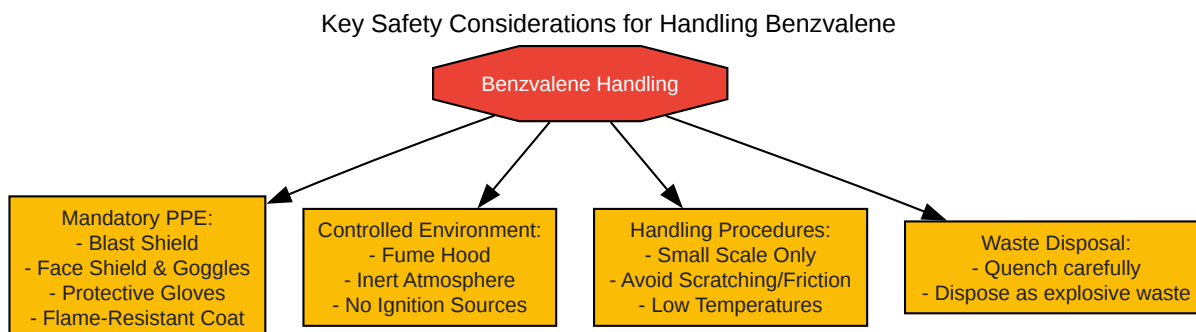 Key Safety Considerations for Handling Benzvalene
Benzvalene Handling
Mandatory PPE:
- Blast Shield
- Face Shield & Goggles
- Protective Gloves
- Flame-Resistant Coat
Controlled Environment:
- Fume Hood
- Inert Atmosphere
- No Ignition Sources
Handling Procedures:
- Small Scale Only
- Avoid Scratching/Friction
- Low Temperatures
Waste Disposal:
- Quench carefully
- Dispose as explosive waste